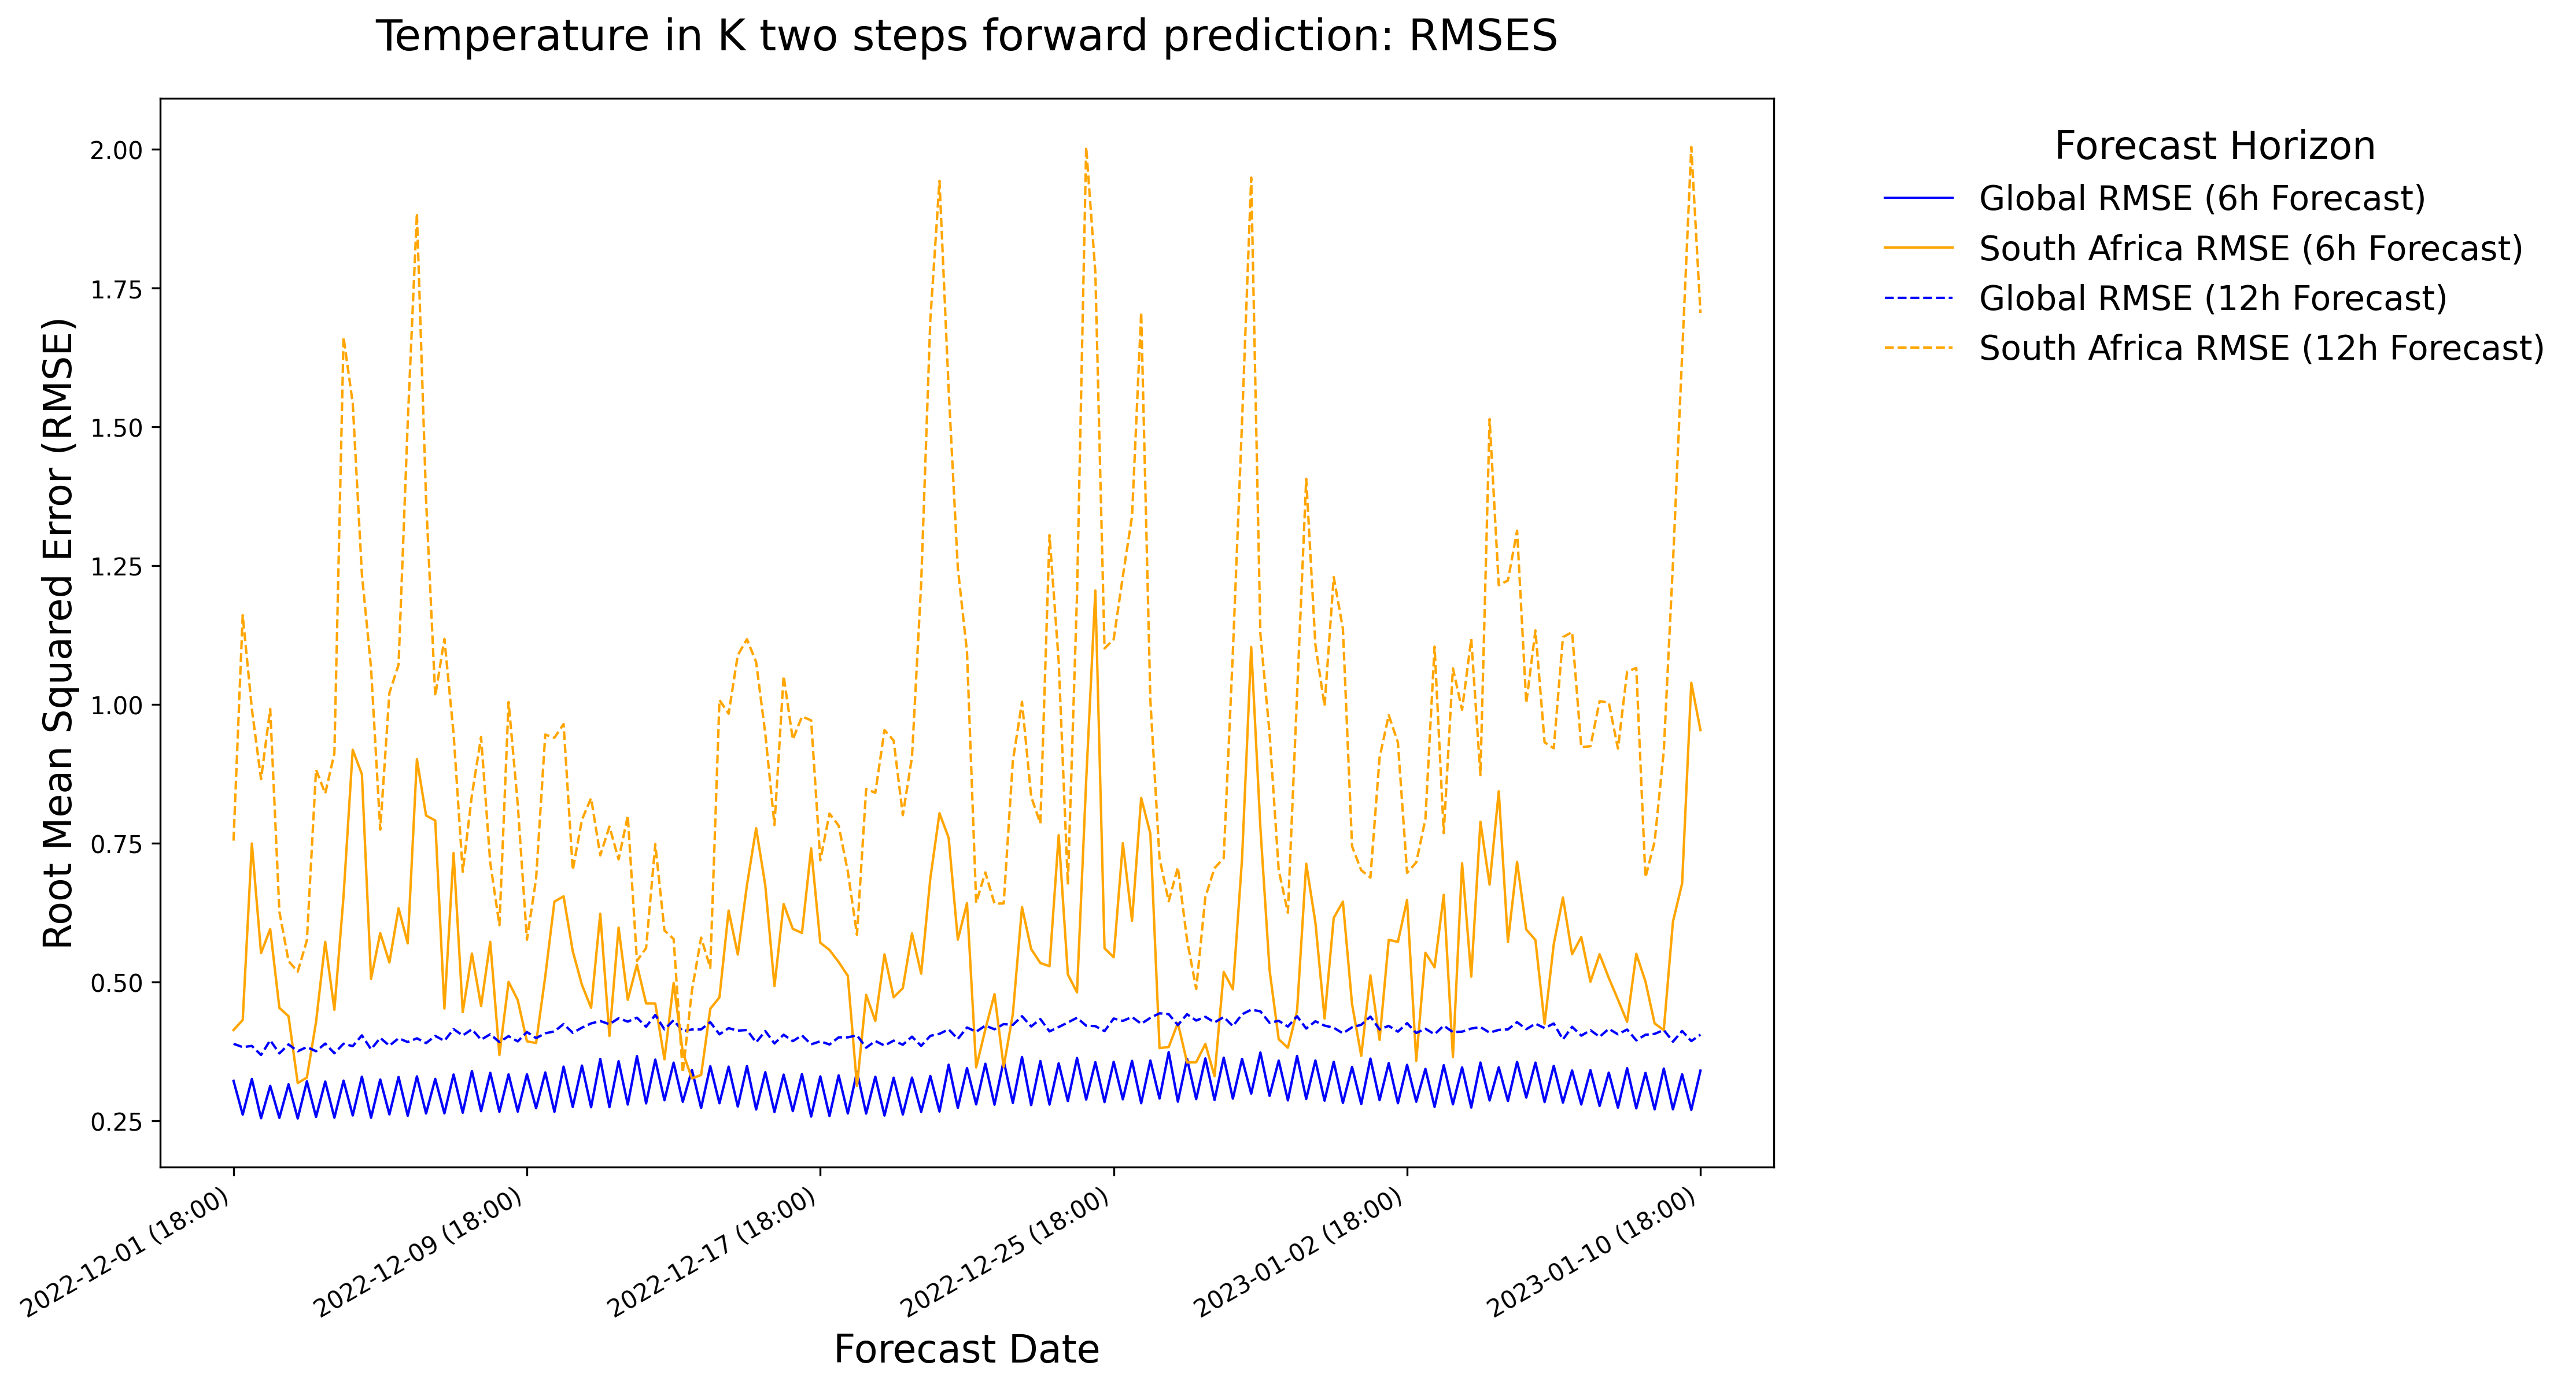 Temperature in K two steps forward prediction: RMSES
Forecast Horizon
Global RMSE (6h Forecast)
South Africa RMSE (6h Forecast)
Global RMSE (12h Forecast)
South Africa RMSE (12h Forecast)
Root Mean Squared Error (RMSE)
2.00
1.75
1.50
1.25
1.00
0.75
0.50
0.25
2022-12-01 (18:00)
2022-12-09 (18:00)
2022-12-17 (18:00)
2022-12-25 (18:00)
2023-01-02 (18:00)
2023-01-10 (18:00)
Forecast Date